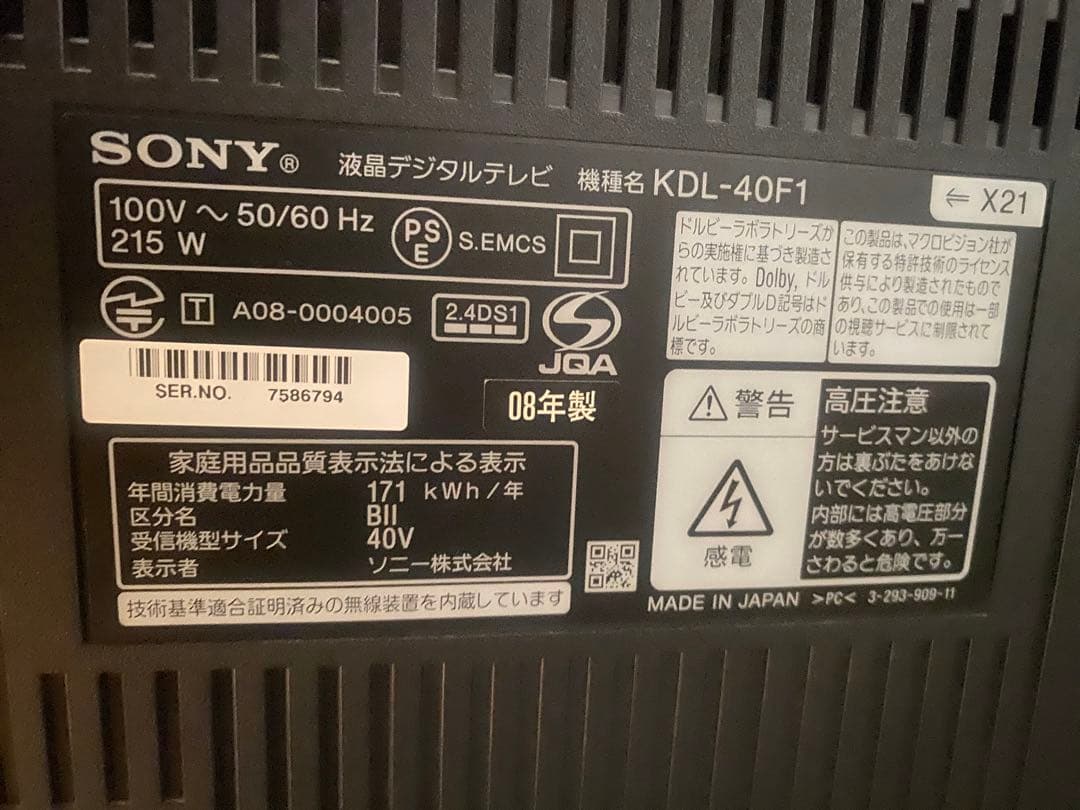 SONY® 液晶デジタルテレビ 機種名 KDL-40F1
⇐ X21
100V ～ 50/60 Hz
215 W
PS
E
S.EMCS
T A08-0004005
2.4DS1
JQA
SER.NO. 7586794
08年製
家庭用品品質表示法による表示
年間消費電力量 171 kWh/年
区分名 BII
受信機型サイズ 40V
表示者 ソニー株式会社
技術基準適合証明済みの無線装置を内蔵しています
ドルビーラボラトリーズか
らの実施権に基づき製造さ
れています。Dolby, ドル
ビー及びダブルD記号はド
ルビーラボラトリーズの商
標です。
この製品は、マクロビジョン社が
保有する特許技術のライセンス
供与により製造されたもので
あり、この製品での使用は一部
の視聴サービスに制限されて
います。
警告
感電
高圧注意
サービスマン以外の
方は裏ぶたをあけな
いでください。
内部には高電圧部分
が数多くあり、万一
さわると危険です。
MADE IN JAPAN >PC< 3-293-909-11